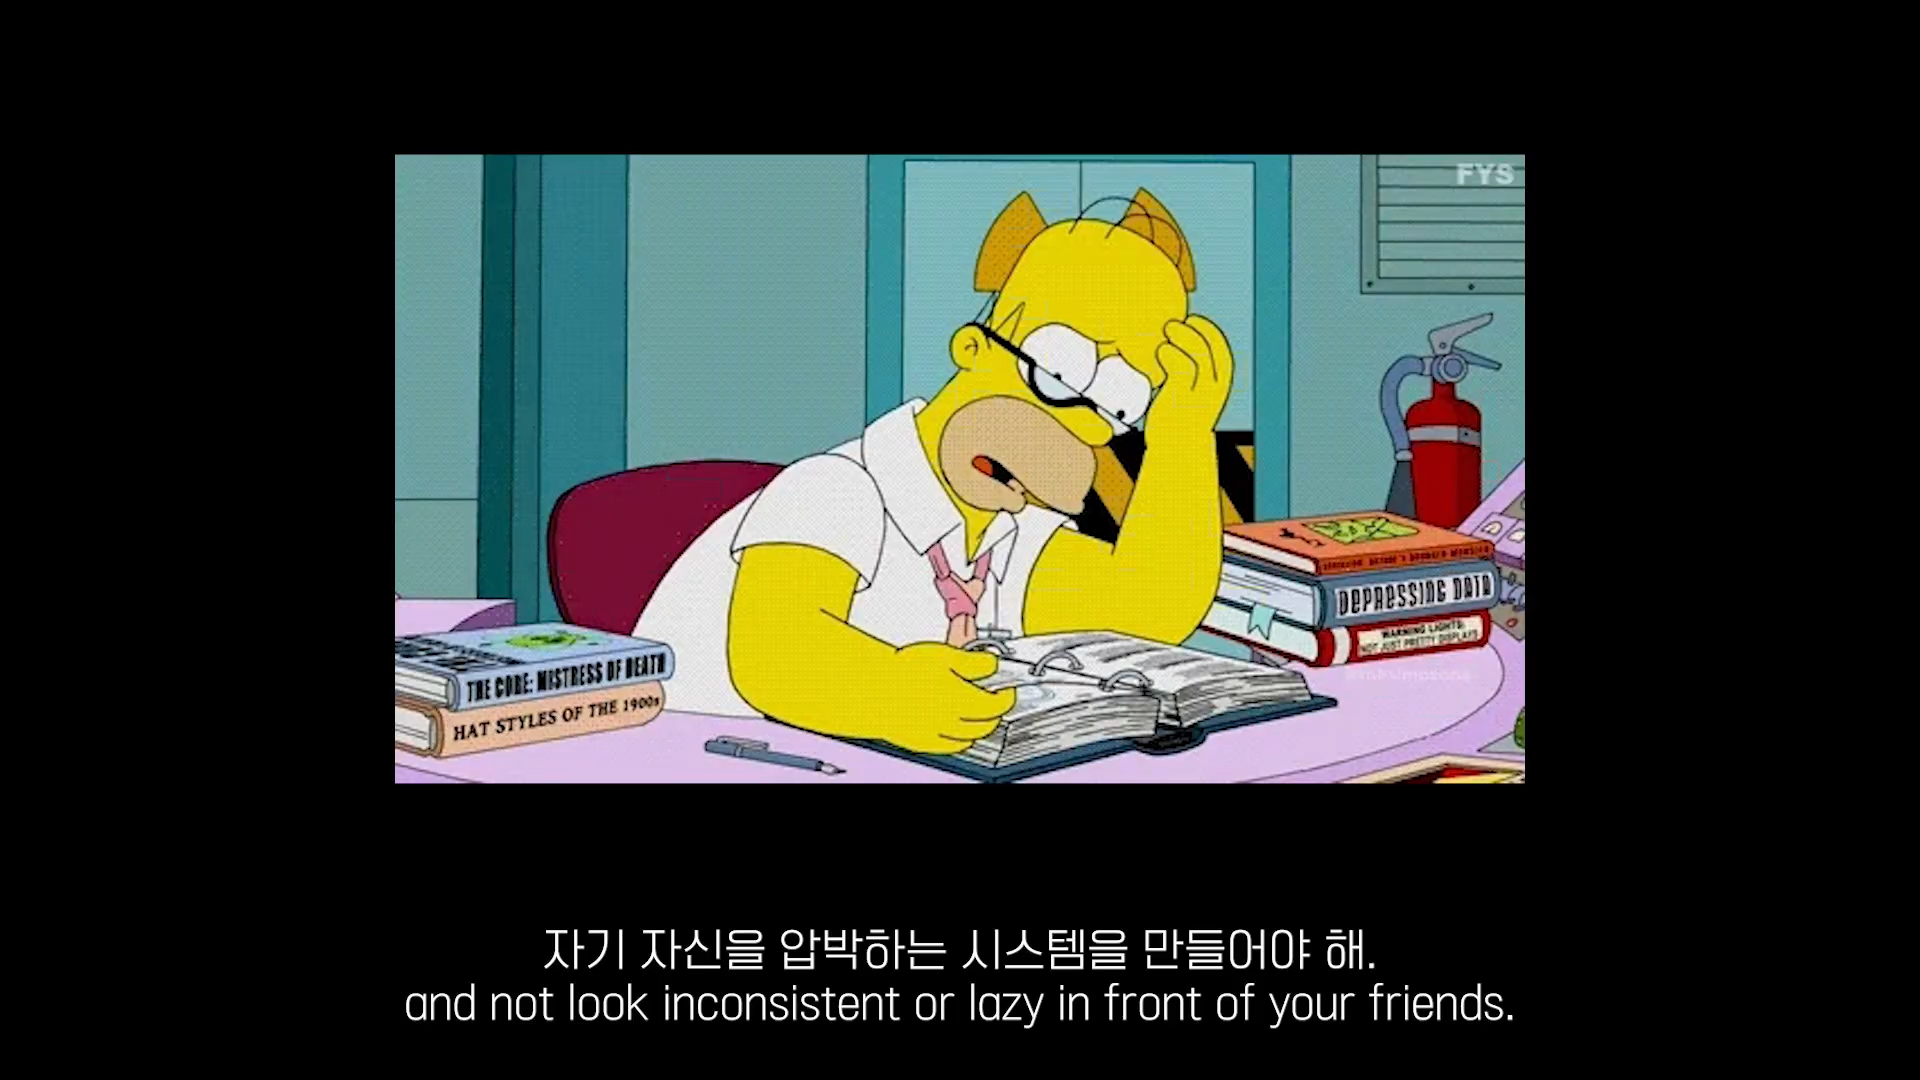 FYS
DEPRESSING DATA
WARNING LIGHTS:
NOT JUST PRETTY DISPLAYS
THE CORE: MISTRESS OF DEATH
HAT STYLES OF THE 1900s
자기 자신을 압박하는 시스템을 만들어야 해.
and not look inconsistent or lazy in front of your friends.